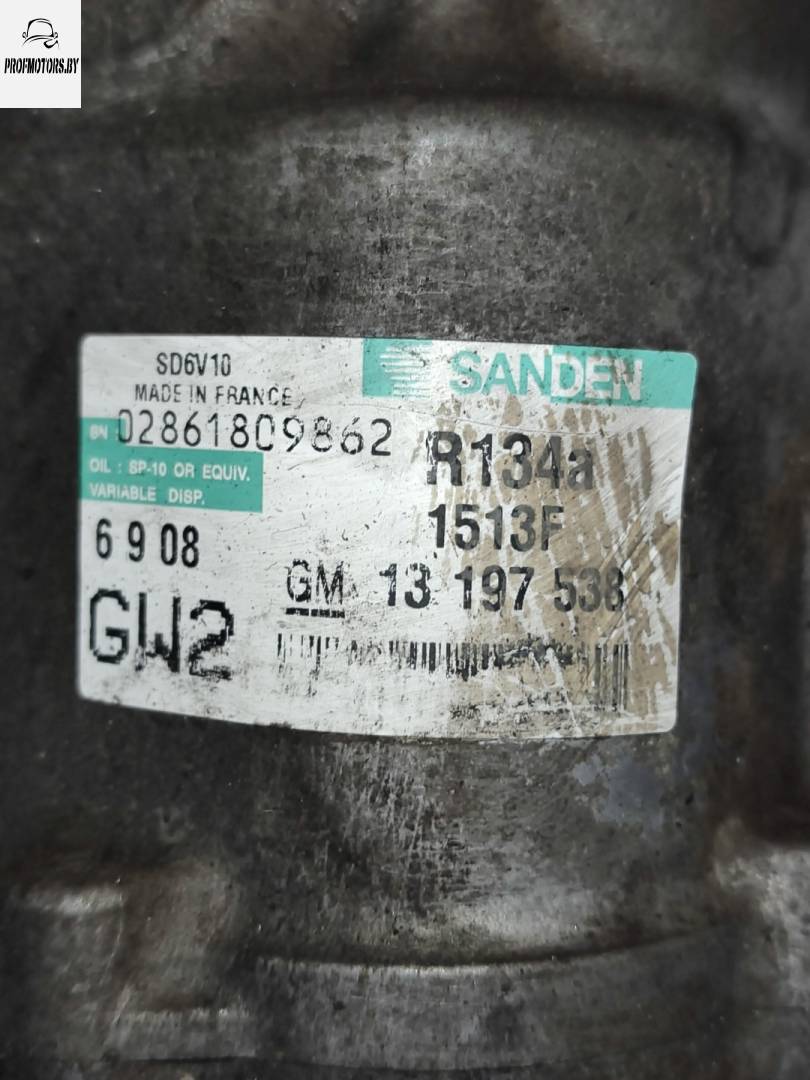 PROFMOTORS.BY
SD6V10
MADE IN FRANCE
SANDEN
SN : 02861809862
OIL : SP-10 OR EQUIV.
VARIABLE DISP.
R134a
6 9 08
1513F
GM 13 197 538
GW2